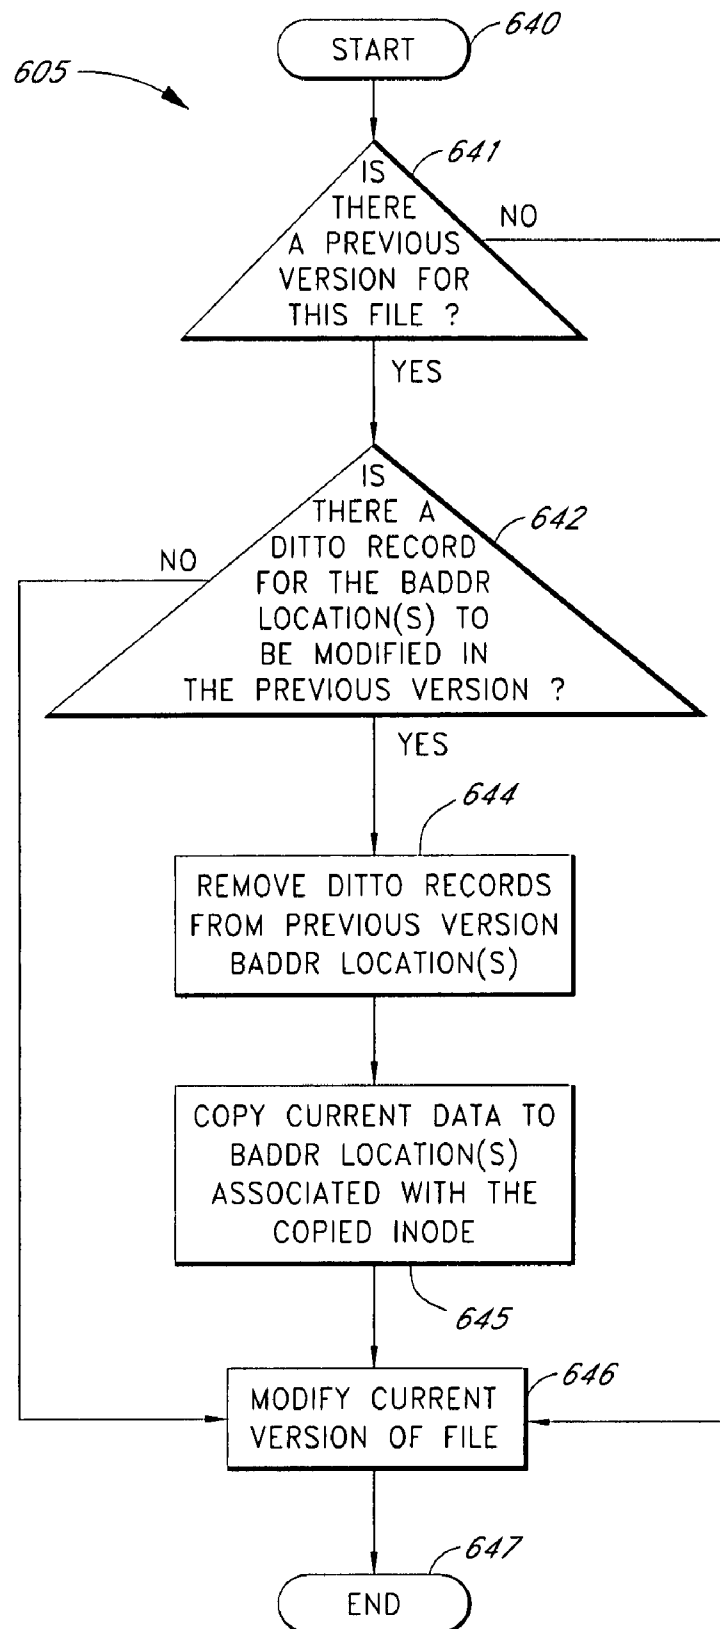 640
START
605
641
IS
THERE
A PREVIOUS
VERSION FOR
THIS FILE ?
NO
YES
IS
THERE A
DITTO RECORD
FOR THE BADDR
LOCATION(S) TO
BE MODIFIED IN
THE PREVIOUS VERSION ?
642
NO
YES
644
REMOVE DITTO RECORDS
FROM PREVIOUS VERSION
BADDR LOCATION(S)
COPY CURRENT DATA TO
BADDR LOCATION(S)
ASSOCIATED WITH THE
COPIED INODE
645
646
MODIFY CURRENT
VERSION OF FILE
647
END